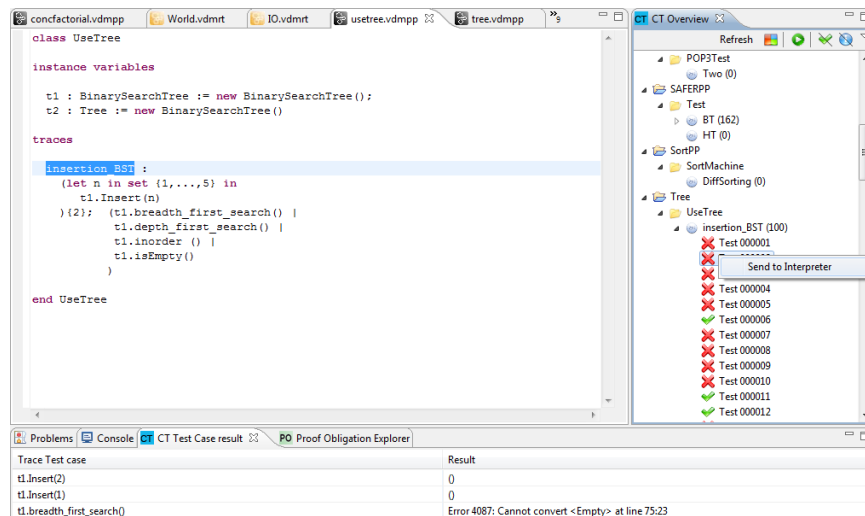 concfactorial.vdmpp World.vdmrt IO.vdmrt usetree.vdmpp tree.vdmpp »9
class UseTree
instance variables
t1 : BinarySearchTree := new BinarySearchTree();
t2 : Tree := new BinarySearchTree()
traces
insertion_BST :
(let n in set {1,...,5} in
t1.Insert(n)
){2}; (t1.breadth_first_search() |
t1.depth_first_search() |
t1.inorder () |
t1.isEmpty()
)
end UseTree
CT CT Overview
Refresh
POP3Test
Two (0)
SAFERPP
Test
BT (162)
HT (0)
SortPP
SortMachine
DiffSorting (0)
Tree
UseTree
insertion_BST (100)
Test 000001
Send to Interpreter
Test 000004
Test 000005
Test 000006
Test 000007
Test 000008
Test 000009
Test 000010
Test 000011
Test 000012
Problems Console CT CT Test Case result PO Proof Obligation Explorer
Trace Test case Result
t1.Insert(2) ()
t1.Insert(1) ()
t1.breadth_first_search() Error 4087: Cannot convert <Empty> at line 75:23